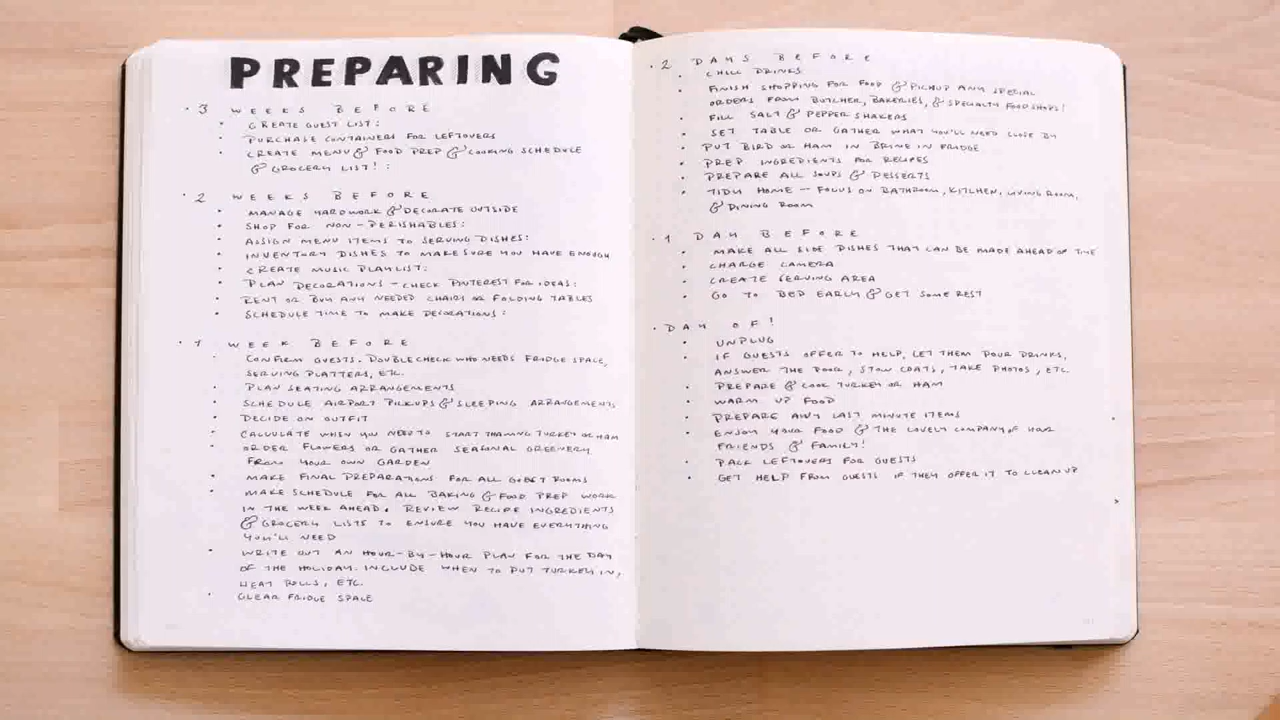 PREPARING
• 3 WEEKS BEFORE
• CREATE GUEST LIST:
• PURCHASE CONTAINERS FOR LEFTOVERS
• CREATE MENU & FOOD PREP & COOKING SCHEDULE
& GROCERY LIST!:
• 2 WEEKS BEFORE
• MANAGE YARDWORK & DECORATE OUTSIDE
• SHOP FOR NON-PERISHABLES:
• ASSIGN MENU ITEMS TO SERVING DISHES:
• INVENTORY DISHES TO MAKE SURE YOU HAVE ENOUGH
• CREATE MUSIC PLAYLIST:
• PLAN DECORATIONS - CHECK PINTEREST FOR IDEAS:
• RENT OR BUY ANY NEEDED CHAIRS OR FOLDING TABLES
• SCHEDULE TIME TO MAKE DECORATIONS:
• 1 WEEK BEFORE
• CONFIRM GUESTS. DOUBLECHECK WHO NEEDS FRIDGE SPACE,
SERVING PLATTERS, ETC.
• PLAN SEATING ARRANGEMENTS
• SCHEDULE AIRPORT PICKUPS & SLEEPING ARRANGEMENTS
• DECIDE ON OUTFIT
• CALCULATE WHEN YOU NEED TO START THAWING TURKEY OR HAM
• ORDER FLOWERS OR GATHER SEASONAL GREENERY
FROM YOUR OWN GARDEN
• MAKE FINAL PREPARATIONS FOR ALL GUEST ROOMS
• MAKE SCHEDULE FOR ALL BAKING & FOOD PREP WORK
IN THE WEEK AHEAD. REVIEW RECIPE INGREDIENTS
& GROCERY LISTS TO ENSURE YOU HAVE EVERYTHING
YOU'LL NEED
• WRITE OUT AN HOUR-BY-HOUR PLAN FOR THE DAY
OF THE HOLIDAY. INCLUDE WHEN TO PUT TURKEY IN,
HEAT ROLLS, ETC.
• CLEAR FRIDGE SPACE
• 2 DAYS BEFORE
• CHILL DRINKS
• FINISH SHOPPING FOR FOOD & PICKUP ANY SPECIAL
ORDERS FROM BUTCHER, BAKERIES, & SPECIALTY FOOD SHOPS!
• FILL SALT & PEPPER SHAKERS
• SET TABLE OR GATHER WHAT YOU'LL NEED CLOSE BY
• PUT BIRD OR HAM IN BRINE IN FRIDGE
• PREP INGREDIENTS FOR RECIPES
• PREPARE ALL SOUPS & DESSERTS
• TIDY HOME — FOCUS ON BATHROOM, KITCHEN, LIVING ROOM,
& DINING ROOM
• 1 DAY BEFORE
• MAKE ALL SIDE DISHES THAT CAN BE MADE AHEAD OF TIME
• CHARGE CAMERA
• CREATE SERVING AREA
• GO TO BED EARLY & GET SOME REST
• DAY OF!
• UNPLUG
• IF GUESTS OFFER TO HELP, LET THEM POUR DRINKS,
ANSWER THE DOOR, STOW COATS, TAKE PHOTOS, ETC.
• PREPARE & COOK TURKEY OR HAM
• WARM UP FOOD
• PREPARE ANY LAST MINUTE ITEMS
• ENJOY YOUR FOOD & THE LOVELY COMPANY OF YOUR
FRIENDS & FAMILY!
• PACK LEFTOVERS FOR GUESTS
• GET HELP FROM GUESTS IF THEY OFFER IT TO CLEAN UP